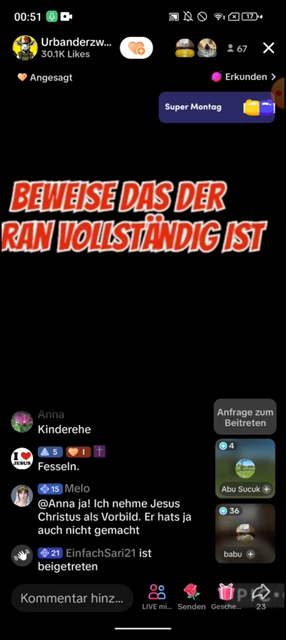 00:51
17
Urbanderzw...
30.1K Likes
67
Angesagt
Erkunden
Super Montag
BEWEISE DAS DER
RAN VOLLSTÄNDIG IST
Anna
Kinderehe
Anfrage zum
Beitreten
I ❤ JESUS
5
1
Fesseln.
4
Abu Sucuk +
15 Melo
@Anna ja! Ich nehme Jesus
Christus als Vorbild. Er hats ja
auch nicht gemacht
36
babu +
21 EinfachSari21 ist
beigetreten
Kommentar hinz...
LIVE mi...
Senden
Gesche...
23